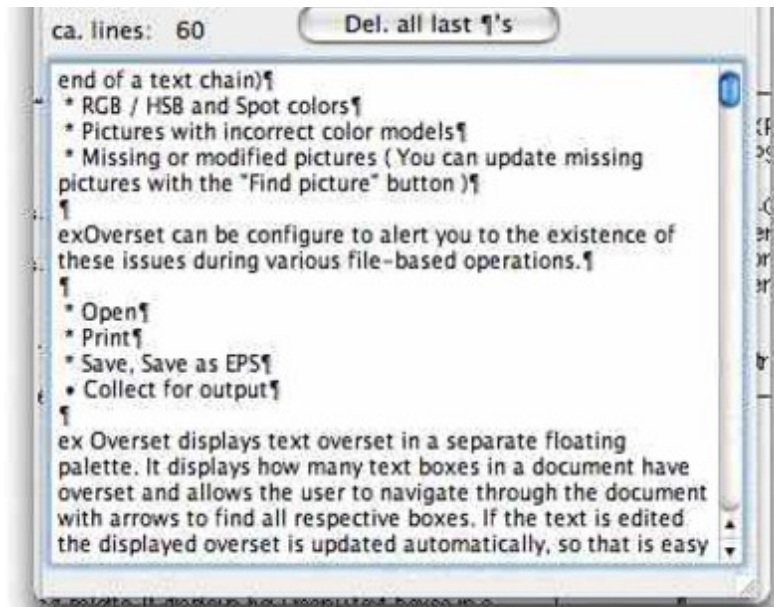 ca. lines: 60 Del. all last ¶'s
end of a text chain)¶
* RGB / HSB and Spot colors¶
* Pictures with incorrect color models¶
* Missing or modified pictures ( You can update missing
pictures with the "Find picture" button )¶
¶
exOverset can be configure to alert you to the existence of
these issues during various file-based operations.¶
¶
* Open¶
* Print¶
* Save, Save as EPS¶
• Collect for output¶
¶
ex Overset displays text overset in a separate floating
palette. It displays how many text boxes in a document have
overset and allows the user to navigate through the document
with arrows to find all respective boxes. If the text is edited
the displayed overset is updated automatically, so that is easy